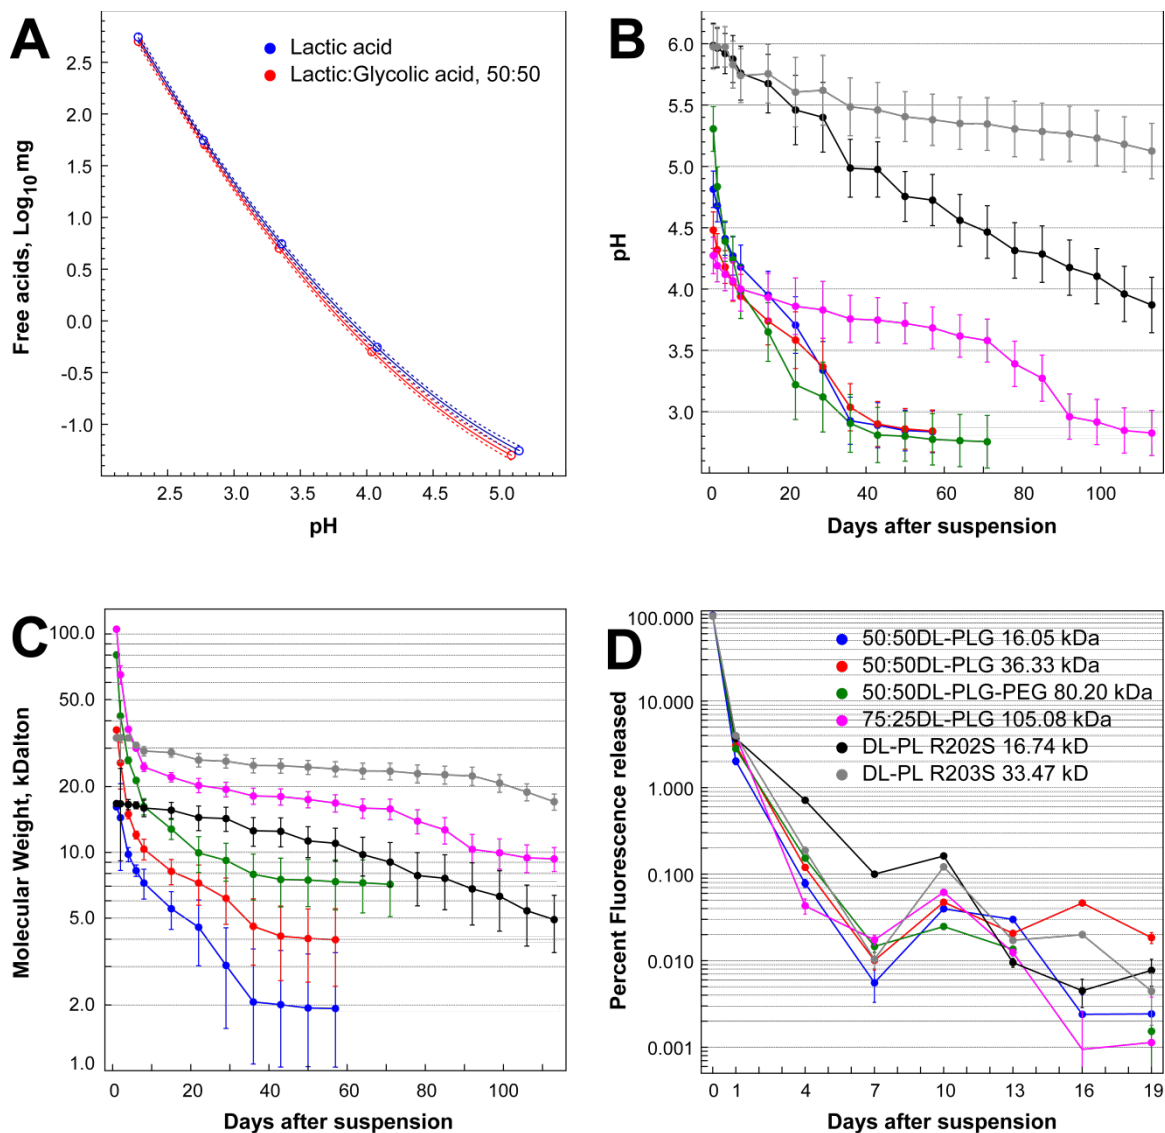 A
Lactic acid
Lactic:Glycolic acid, 50:50
Free acids, Log10 mg
2.5
2.0
1.5
1.0
0.5
0.0
-0.5
-1.0
2.5 3.0 3.5 4.0 4.5 5.0
pH
B
pH
6.0
5.5
5.0
4.5
4.0
3.5
3.0
0 20 40 60 80 100
Days after suspension
C
Molecular Weight, kDalton
100.0
50.0
20.0
10.0
5.0
2.0
1.0
0 20 40 60 80 100
Days after suspension
D
50:50DL-PLG 16.05 kDa
50:50DL-PLG 36.33 kDa
50:50DL-PLG-PEG 80.20 kDa
75:25DL-PLG 105.08 kDa
DL-PL R202S 16.74 kD
DL-PL R203S 33.47 kD
Percent Fluorescence released
100.000
10.000
1.000
0.100
0.010
0.001
0 1 4 7 10 13 16 19
Days after suspension